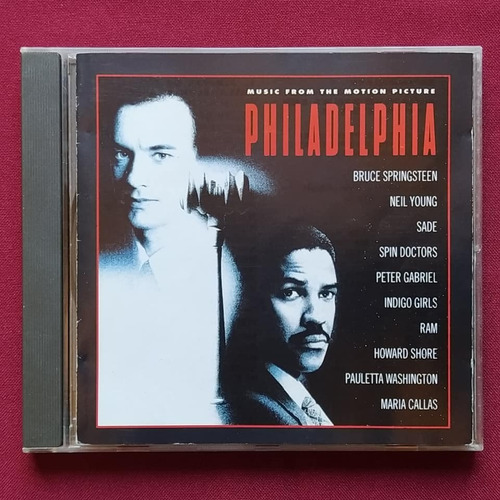 MUSIC FROM THE MOTION PICTURE
PHILADELPHIA
BRUCE SPRINGSTEEN
NEIL YOUNG
SADE
SPIN DOCTORS
PETER GABRIEL
INDIGO GIRLS
RAM
HOWARD SHORE
PAULETTA WASHINGTON
MARIA CALLAS